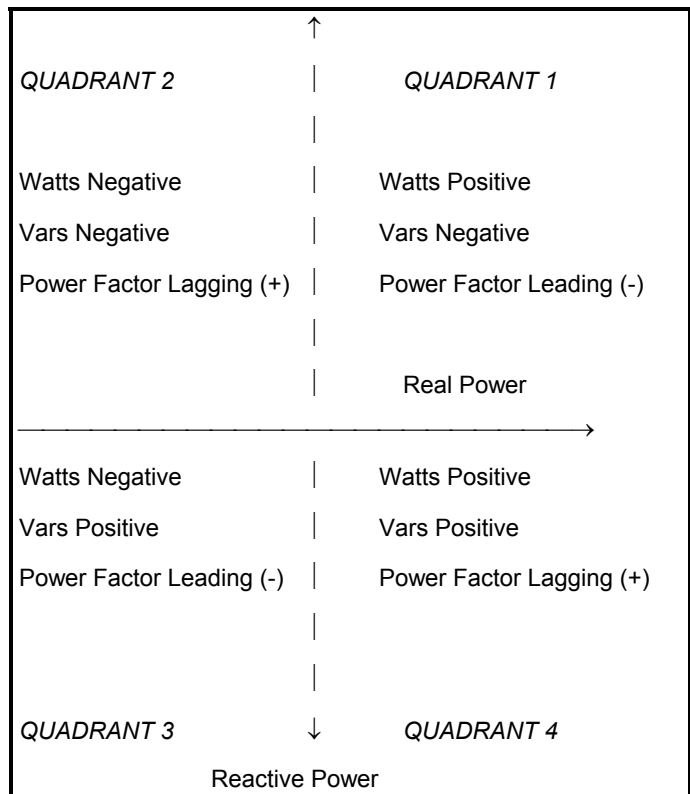 ↑
QUADRANT 2 | QUADRANT 1
|
Watts Negative | Watts Positive
Vars Negative | Vars Negative
Power Factor Lagging (+) | Power Factor Leading (-)
|
| Real Power
→
Watts Negative | Watts Positive
Vars Positive | Vars Positive
Power Factor Leading (-) | Power Factor Lagging (+)
|
|
QUADRANT 3 ↓ QUADRANT 4
Reactive Power